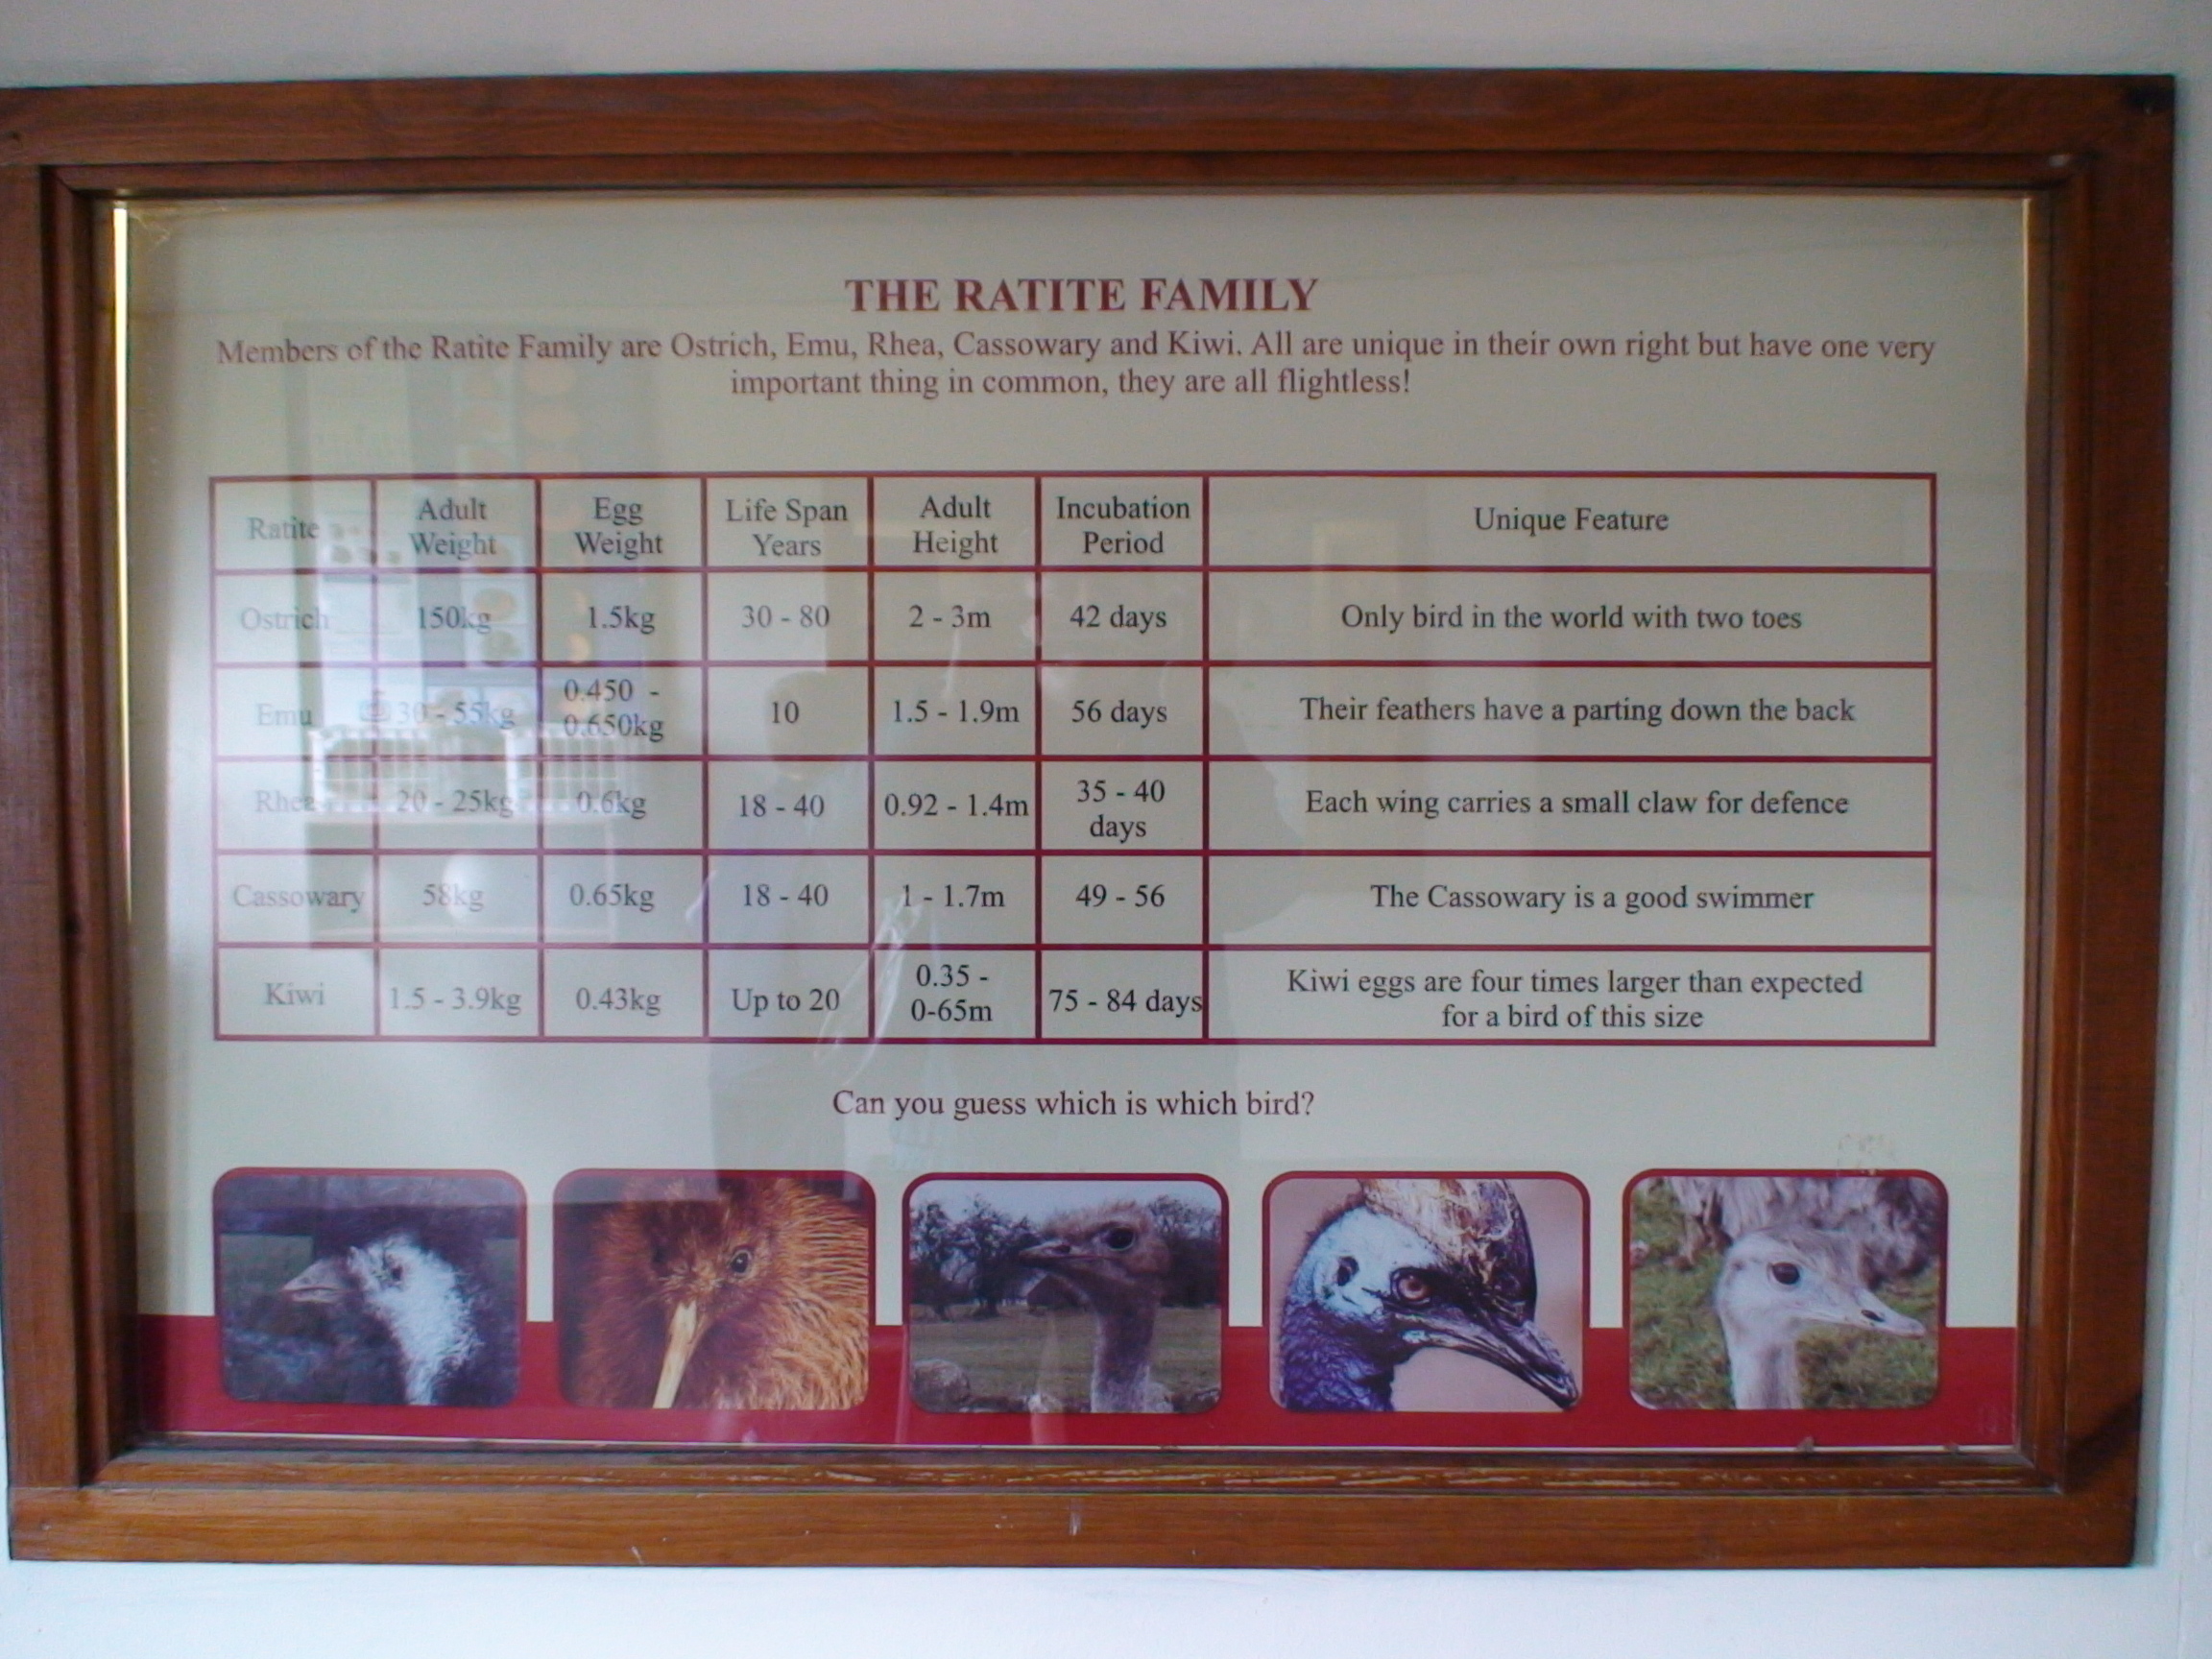 THE RATITE FAMILY
Members of the Ratite Family are Ostrich, Emu, Rhea, Cassowary and Kiwi. All are unique in their own right but have one very
important thing in common, they are all flightless!
Ratite Adult Weight Egg Weight Life Span Years Adult Height Incubation Period Unique Feature
Ostrich 150kg 1.5kg 30 - 80 2 - 3m 42 days Only bird in the world with two toes
Emu 30 - 55kg 0.450 - 0.650kg 10 1.5 - 1.9m 56 days Their feathers have a parting down the back
Rhea 20 - 25kg 0.6kg 18 - 40 0.92 - 1.4m 35 - 40 days Each wing carries a small claw for defence
Cassowary 58kg 0.65kg 18 - 40 1 - 1.7m 49 - 56 The Cassowary is a good swimmer
Kiwi 1.5 - 3.9kg 0.43kg Up to 20 0.35 - 0-65m 75 - 84 days Kiwi eggs are four times larger than expected for a bird of this size
Can you guess which is which bird?